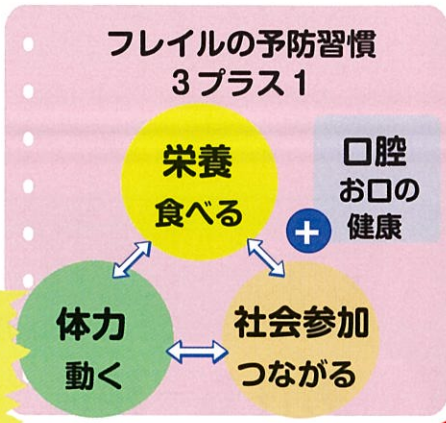 フレイルの予防習慣
3プラス1
栄養
食べる
口腔
お口の
健康
+
体力
動く
社会参加
つながる